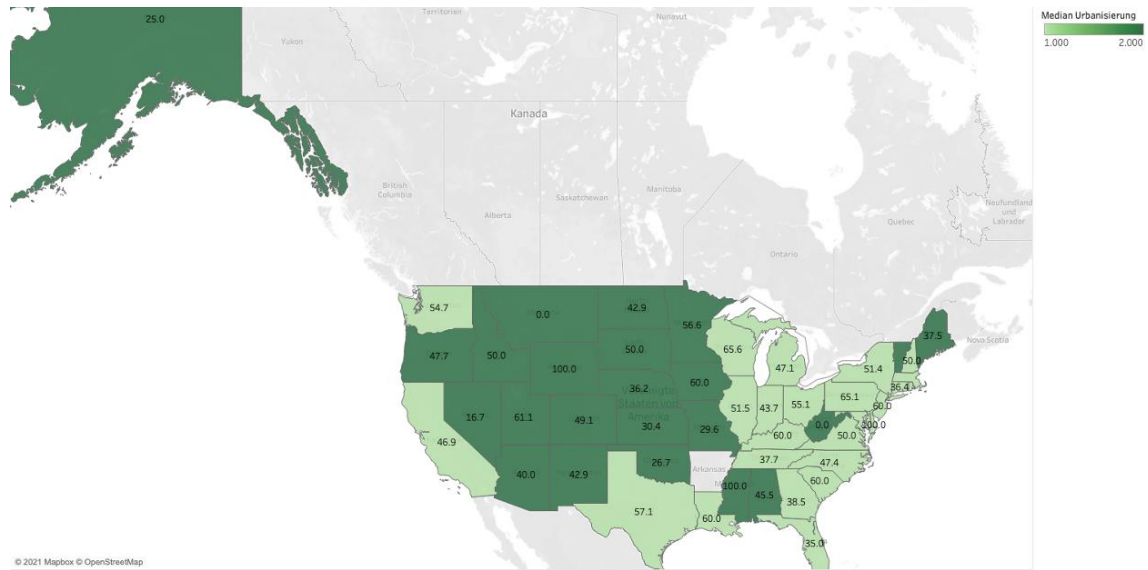 25.0
Territorien
Nunavut
Yukon
Kanada
British
Columbia
Alberta
Saskatchewan
Manitoba
Ontario
Quebec
Neufundland
und
Labrador
Nova Scotia
Median Urbanisierung
1.000 2.000
54.7
0.0
42.9
56.6
37.5
47.7
50.0
50.0
65.6
47.1
50.0
51.4
100.0
36.2
60.0
36.4
Staaten von
Amerika
16.7
61.1
49.1
30.4
29.6
51.5
43.7
55.1
65.1
60.0
0.0
100.0
46.9
60.0
50.0
40.0
42.9
26.7
Arkansas
37.7
47.4
100.0
45.5
38.5
60.0
57.1
60.0
35.0
© 2021 Mapbox © OpenStreetMap